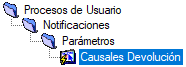 Procesos de Usuario
Notificaciones
Parámetros
Causales Devolución